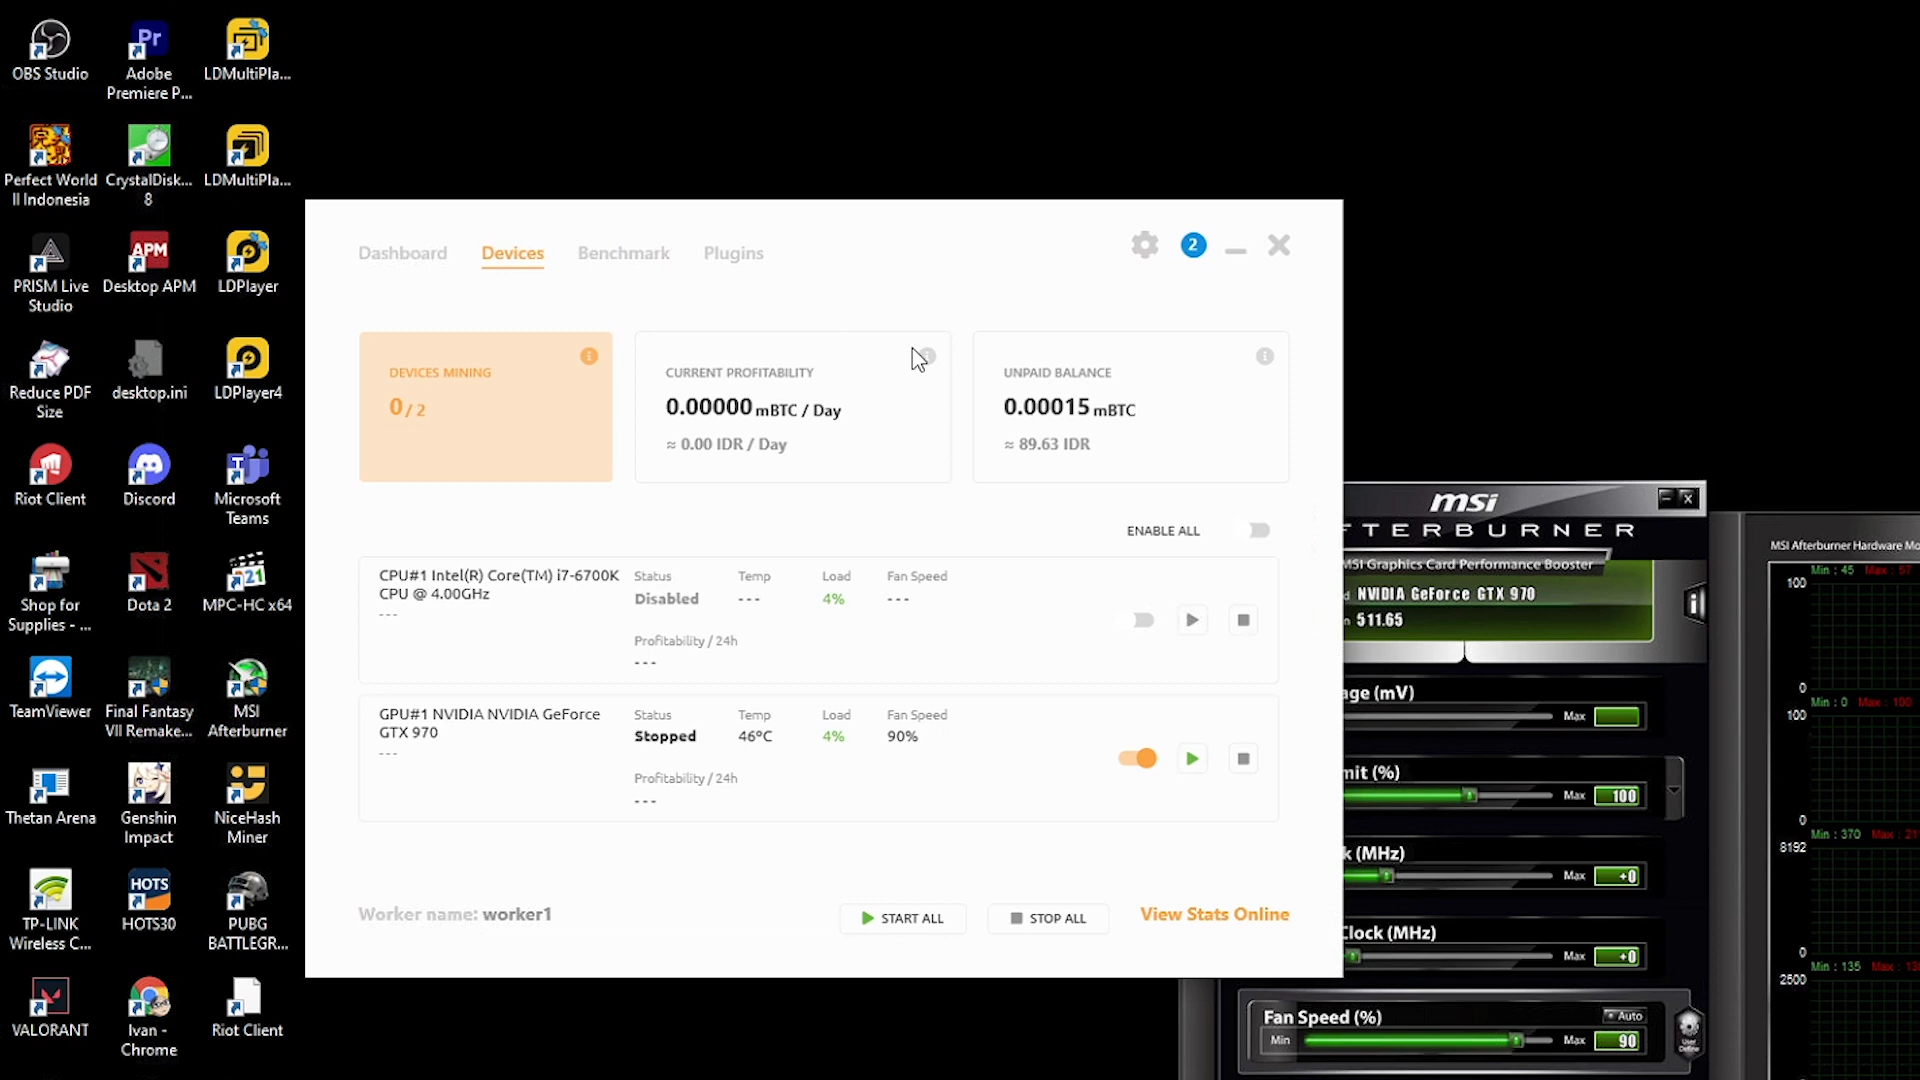 OBS Studio
Adobe
Premiere P...
LDMultiPla...
Perfect World
II Indonesia
CrystalDisk...
8
LDMultiPla...
PRISM Live
Studio
APM
Desktop APM
LDPlayer
Reduce PDF
Size
desktop.ini
LDPlayer4
Riot Client
Discord
Microsoft
Teams
Shop for
Supplies - ...
Dota 2
321
MPC-HC x64
TeamViewer
Final Fantasy
VII Remake...
MSI
Afterburner
Thetan Arena
Genshin
Impact
NiceHash
Miner
TP-LINK
Wireless C...
HOTS
HOTS30
PUBG
BATTLEGR...
VALORANT
Ivan -
Chrome
Riot Client
Pr
Dashboard
Devices
Benchmark
Plugins
2
DEVICES MINING
0 / 2
CURRENT PROFITABILITY
0.00000 mBTC / Day
≈ 0.00 IDR / Day
UNPAID BALANCE
0.00015 mBTC
≈ 89.63 IDR
ENABLE ALL
CPU#1 Intel(R) Core(TM) i7-6700K
CPU @ 4.00GHz
---
Status
Disabled
Temp
---
Load
4%
Fan Speed
---
Profitability / 24h
---
GPU#1 NVIDIA NVIDIA GeForce
GTX 970
---
Status
Stopped
Temp
46°C
Load
4%
Fan Speed
90%
Profitability / 24h
---
Worker name: worker1
START ALL
STOP ALL
View Stats Online
msi
FTERBURNER
MSI Graphics Card Performance Booster
d NVIDIA GeForce GTX 970
n 511.65
age (mV)
Max
mit (%)
Max 100
k (MHz)
Max +0
Clock (MHz)
Max +0
Fan Speed (%)
Auto
Min
Max 90
User
Define
MSI Afterburner Hardware Mo
Min : 45
100
0
Min : 0 Max : 100
100
0
Min : 370
8192
0
Min : 135
2500